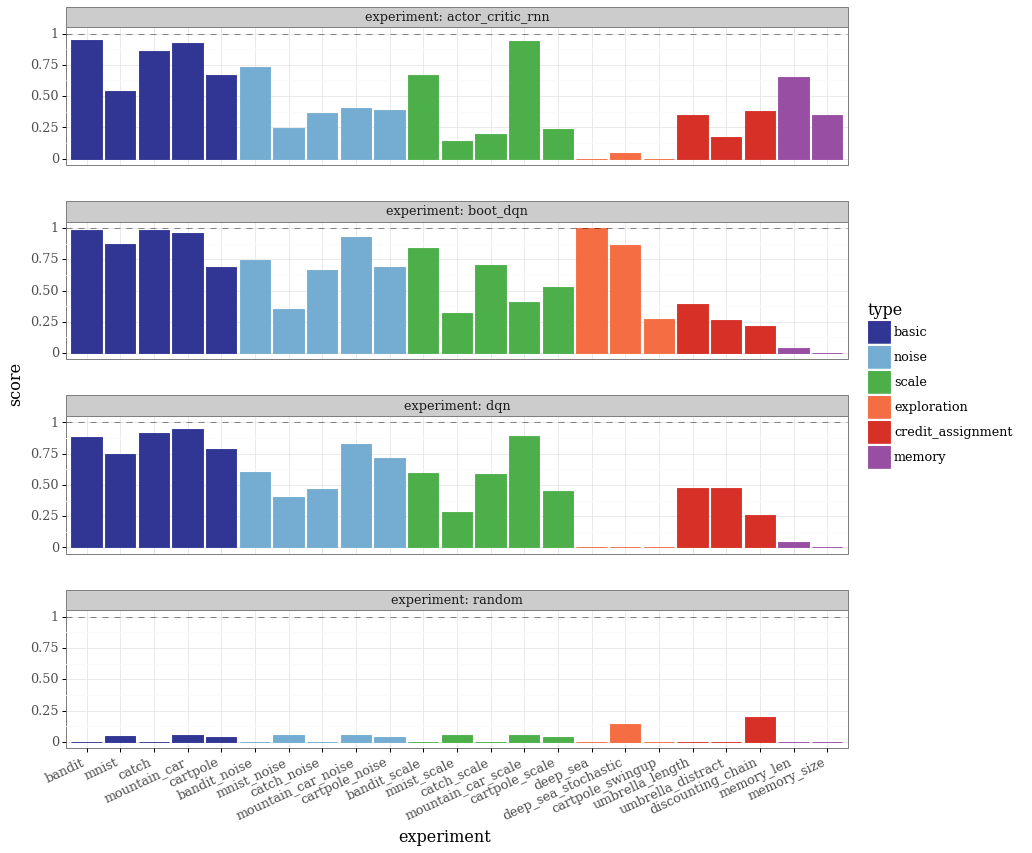 experiment: actor_critic_rnn
1
0.75
0.50
0.25
0
experiment: boot_dqn
1
0.75
0.50
0.25
0
experiment: dqn
1
0.75
0.50
0.25
0
experiment: random
1
0.75
0.50
0.25
0
score
bandit
mnist
catch
mountain_car
cartpole
bandit_noise
mnist_noise
catch_noise
mountain_car_noise
cartpole_noise
bandit_scale
mnist_scale
catch_scale
mountain_car_scale
cartpole_scale
deep_sea
deep_sea_stochastic
cartpole_swingup
umbrella_length
umbrella_distract
discounting_chain
memory_len
memory_size
experiment
type
basic
noise
scale
exploration
credit_assignment
memory